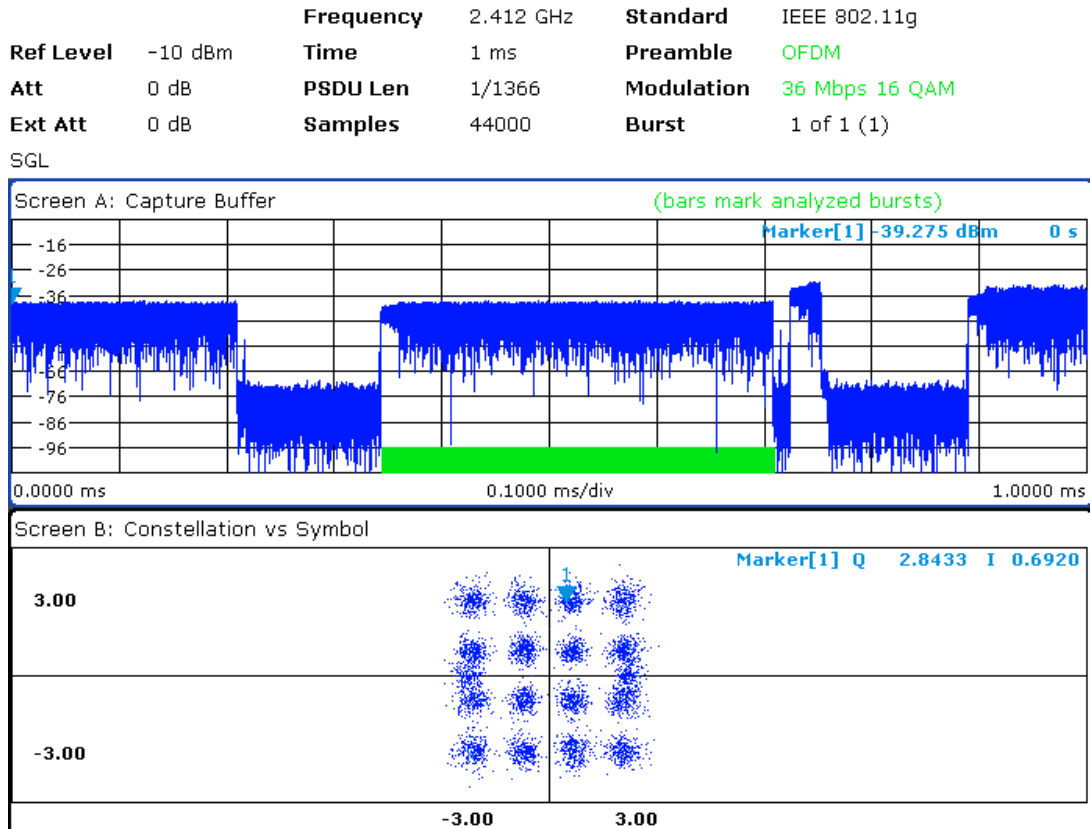 Frequency 2.412 GHz Standard IEEE 802.11g
Ref Level -10 dBm Time 1 ms Preamble OFDM
Att 0 dB PSDU Len 1/1366 Modulation 36 Mbps 16 QAM
Ext Att 0 dB Samples 44000 Burst 1 of 1 (1)
SGL
Screen A: Capture Buffer (bars mark analyzed bursts)
Marker[1] -39.275 dBm 0 s
-16
-26
-36
-66
-76
-86
-96
0.0000 ms 0.1000 ms/div 1.0000 ms
Screen B: Constellation vs Symbol
Marker[1] Q 2.8433 I 0.6920
1
3.00
-3.00
-3.00 3.00